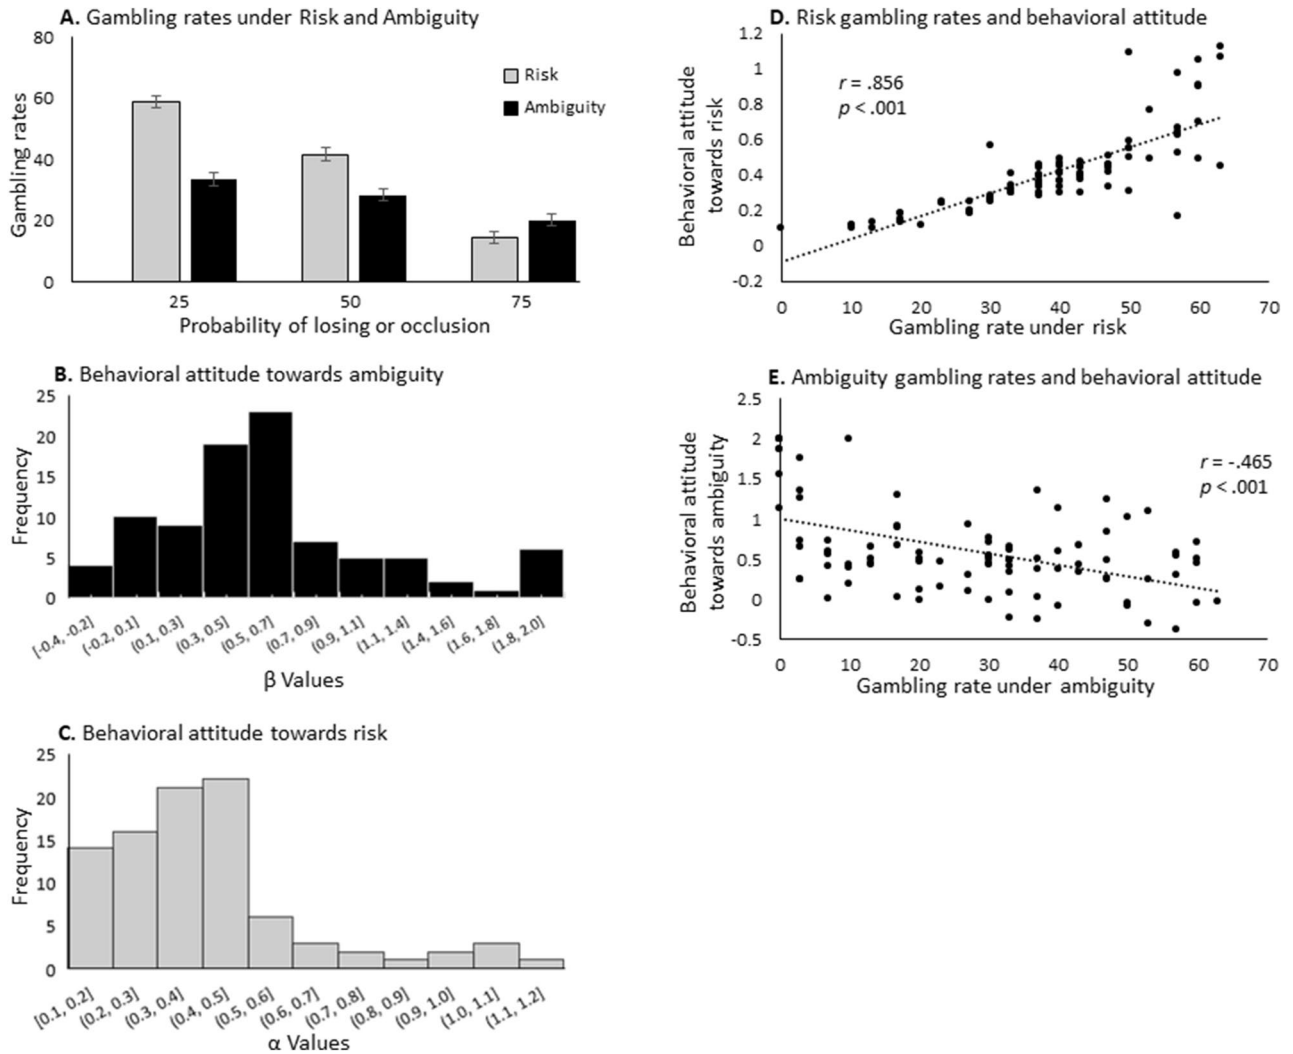 A. Gambling rates under Risk and Ambiguity
80
60
40
20
0
Gambling rates
Risk
Ambiguity
25 50 75
Probability of losing or occlusion
B. Behavioral attitude towards ambiguity
25
20
15
10
5
0
Frequency
[-0.4, -0.2] (-0.2, 0.1] (0.1, 0.3] (0.3, 0.5] (0.5, 0.7] (0.7, 0.9] (0.9, 1.1] (1.1, 1.4] (1.4, 1.6] (1.6, 1.8] (1.8, 2.0]
β Values
C. Behavioral attitude towards risk
25
20
15
10
5
0
Frequency
[0.1, 0.2] (0.2, 0.3] (0.3, 0.4] (0.4, 0.5] (0.5, 0.6] (0.6, 0.7] (0.7, 0.8] (0.8, 0.9] (0.9, 1.0] (1.0, 1.1] (1.1, 1.2]
α Values
D. Risk gambling rates and behavioral attitude
1.2
1
0.8
0.6
0.4
0.2
0
-0.2
Behavioral attitude
towards risk
r = .856
p < .001
0 10 20 30 40 50 60 70
Gambling rate under risk
E. Ambiguity gambling rates and behavioral attitude
2.5
2
1.5
1
0.5
0
-0.5
Behavioral attitude
towards ambiguity
r = -.465
p < .001
0 10 20 30 40 50 60 70
Gambling rate under ambiguity